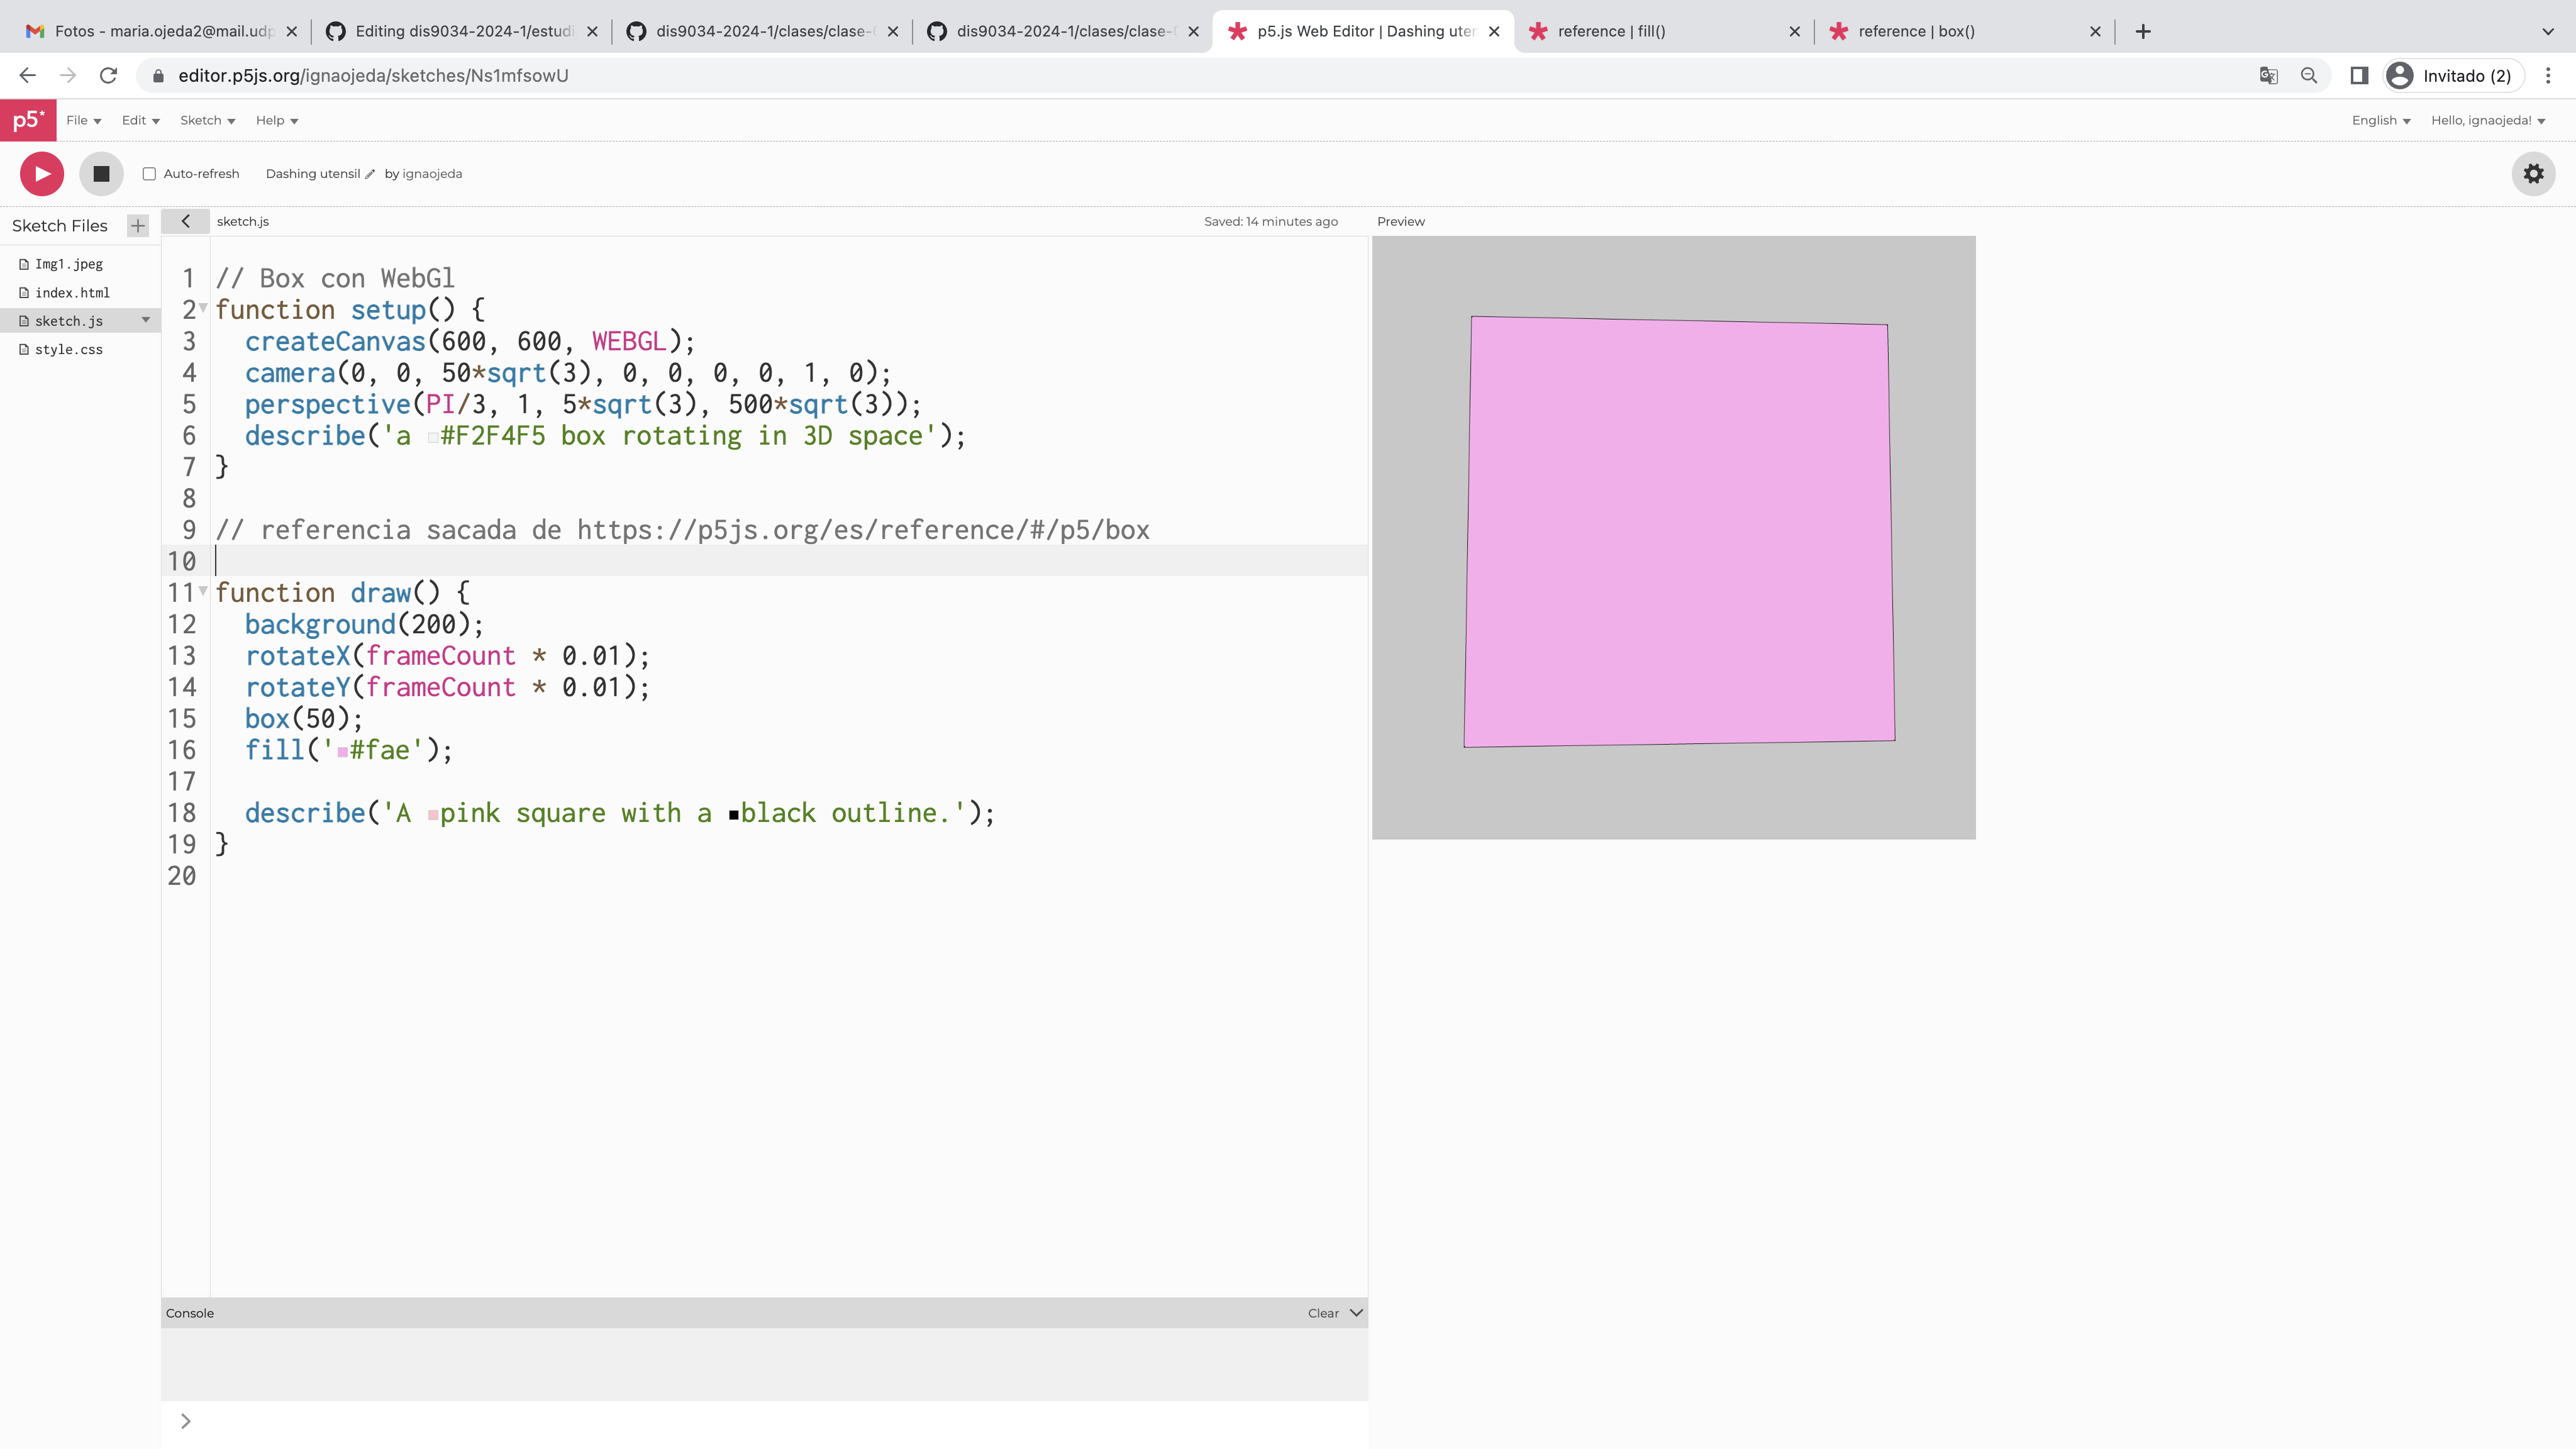 Fotos - maria.ojeda2@mail.udp
Editing dis9034-2024-1/estudi
dis9034-2024-1/clases/clase-
dis9034-2024-1/clases/clase-
p5.js Web Editor | Dashing uten
reference | fill()
reference | box()
editor.p5js.org/ignaojeda/sketches/Ns1mfsowU
Invitado (2)
p5* File Edit Sketch Help English Hello, ignaojeda!
Auto-refresh Dashing utensil by ignaojeda
Sketch Files
Img1.jpeg
index.html
sketch.js
style.css
sketch.js Saved: 14 minutes ago Preview
1 // Box con WebGl
2 function setup() {
3 createCanvas(600, 600, WEBGL);
4 camera(0, 0, 50*sqrt(3), 0, 0, 0, 0, 1, 0);
5 perspective(PI/3, 1, 5*sqrt(3), 500*sqrt(3));
6 describe('a #F2F4F5 box rotating in 3D space');
7 }
8
9 // referencia sacada de https://p5js.org/es/reference/#/p5/box
10
11 function draw() {
12 background(200);
13 rotateX(frameCount * 0.01);
14 rotateY(frameCount * 0.01);
15 box(50);
16 fill('#fae');
17
18 describe('A pink square with a black outline.');
19 }
20
Console Clear